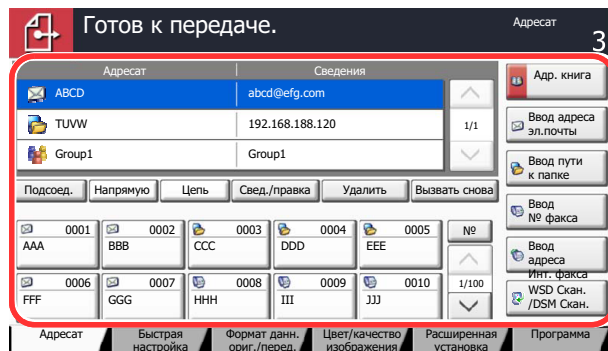 Готов к передаче.
Адресат
3
Адресат
Сведения
ABCD
abcd@efg.com
TUVW
192.168.188.120
1/1
Group1
Group1
Адр. книга
Ввод адреса
эл.почты
Ввод пути
к папке
Ввод
№ факса
Ввод
адреса
Инт. факса
WSD Скан.
/DSM Скан.
Подсоед.
Напрямую
Цепь
Свед./правка
Удалить
Вызвать снова
0001
AAA
0002
BBB
0003
CCC
0004
DDD
0005
EEE
№
0006
FFF
0007
GGG
0008
HHH
0009
III
0010
JJJ
1/100
Адресат
Быстрая
настройка
Формат данн.
ориг./перед.
Цвет/качество
изображения
Расширенная
установка
Программа